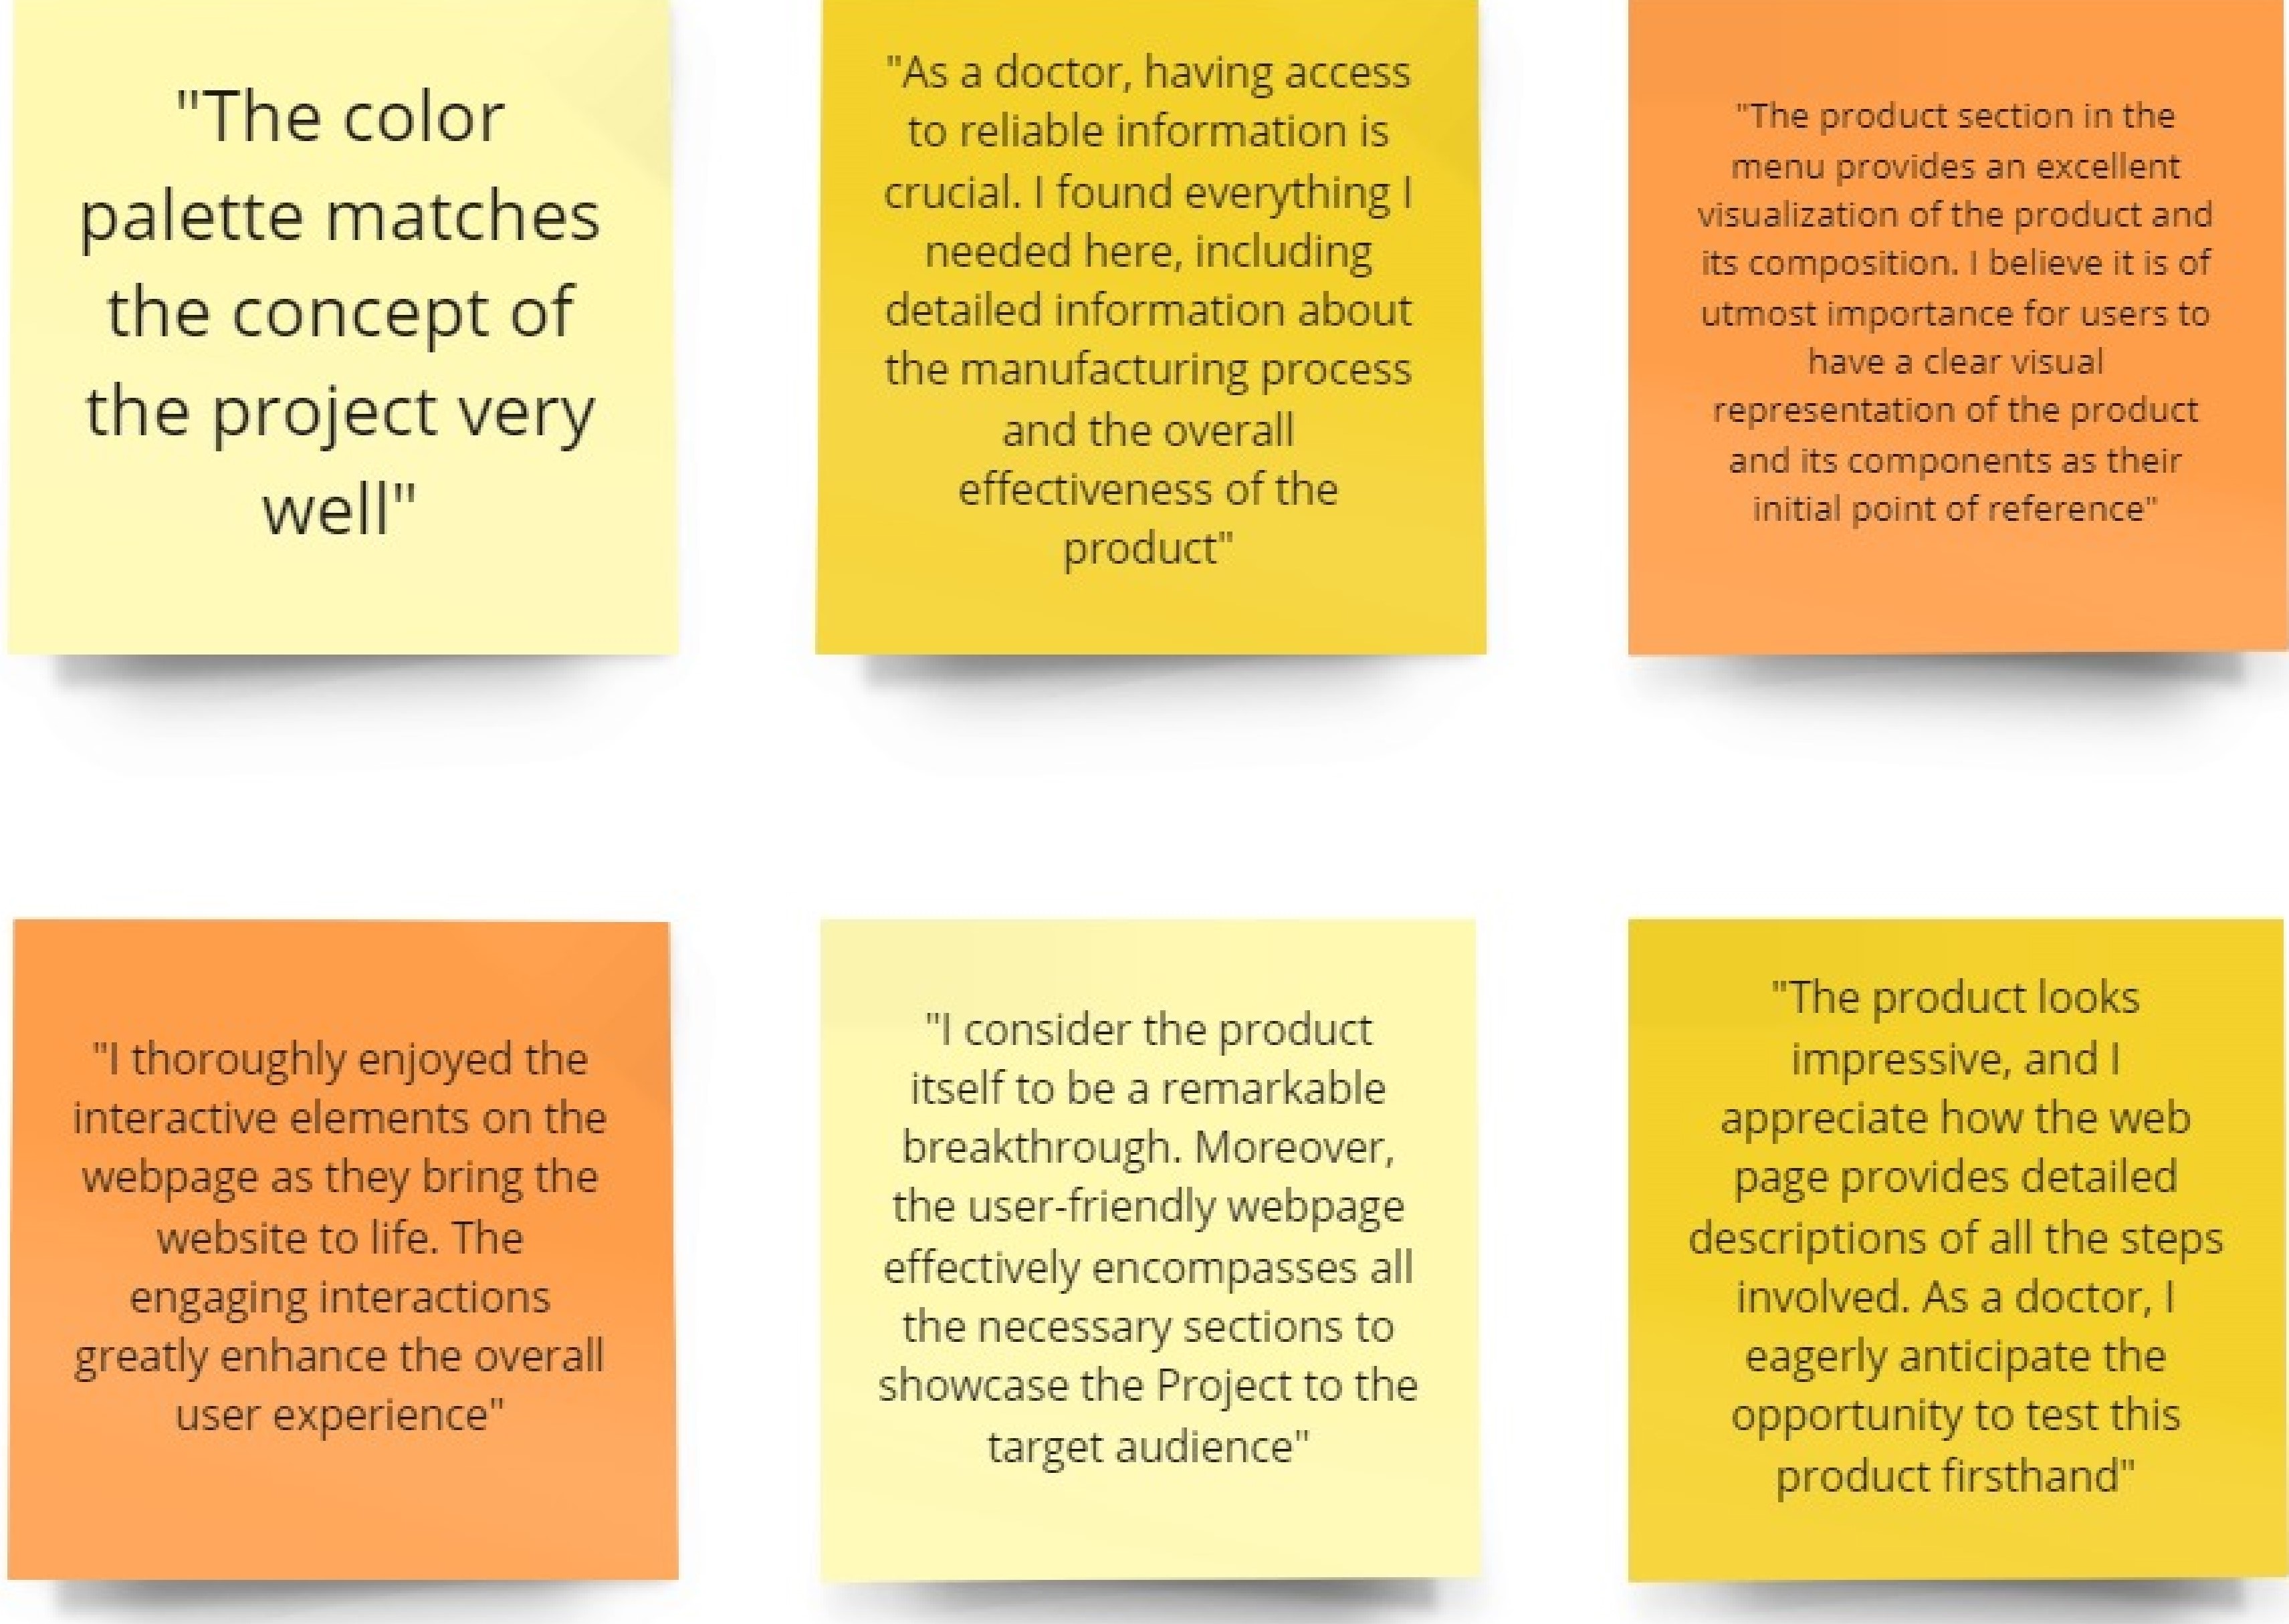 "The color
palette matches
the concept of
the project very
well"
"As a doctor, having access
to reliable information is
crucial. I found everything I
needed here, including
detailed information about
the manufacturing process
and the overall
effectiveness of the
product"
"The product section in the
menu provides an excellent
visualization of the product and
its composition. I believe it is of
utmost importance for users to
have a clear visual
representation of the product
and its components as their
initial point of reference"
"I thoroughly enjoyed the
interactive elements on the
webpage as they bring the
website to life. The
engaging interactions
greatly enhance the overall
user experience"
"I consider the product
itself to be a remarkable
breakthrough. Moreover,
the user-friendly webpage
effectively encompasses all
the necessary sections to
showcase the Project to the
target audience"
"The product looks
impressive, and I
appreciate how the web
page provides detailed
descriptions of all the steps
involved. As a doctor, I
eagerly anticipate the
opportunity to test this
product firsthand"